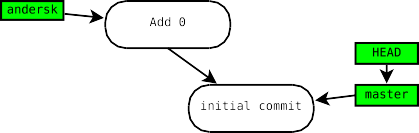 andersk
Add 0
HEAD
master
initial commit